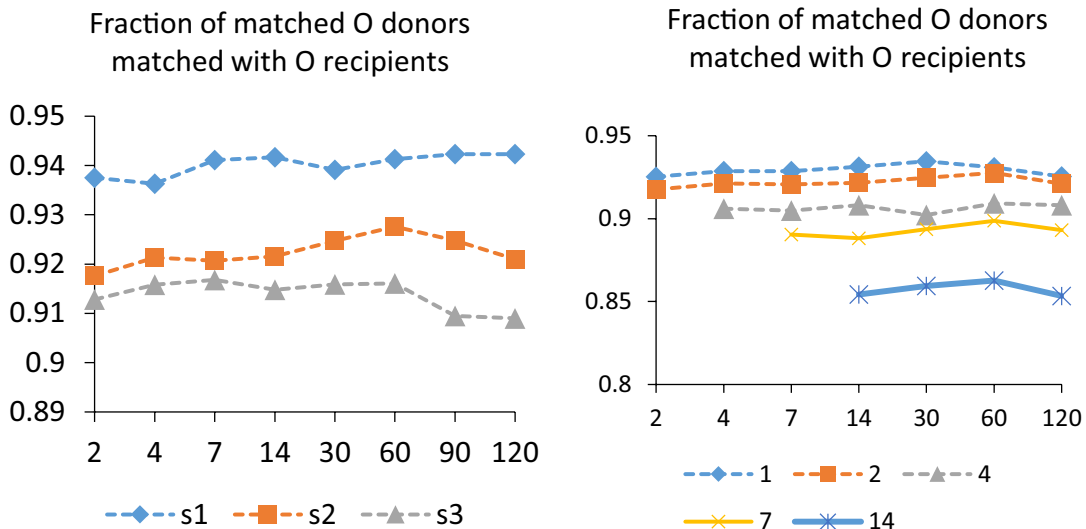 Fraction of matched O donors
matched with O recipients
0.95
0.94
0.93
0.92
0.91
0.9
0.89
2 4 7 14 30 60 90 120
s1 s2 s3
Fraction of matched O donors
matched with O recipients
0.95
0.9
0.85
0.8
2 4 7 14 30 60 120
1 2 4
7 14